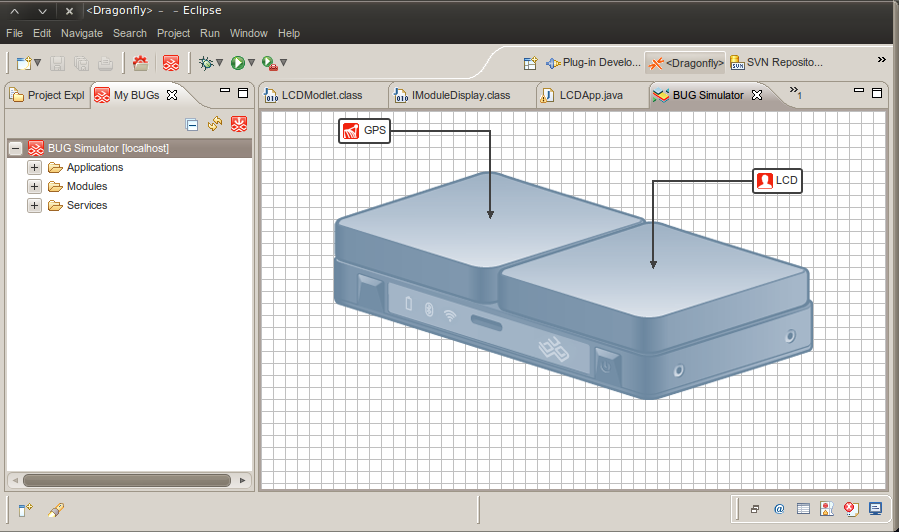 <Dragonfly> – – Eclipse
File Edit Navigate Search Project Run Window Help
Plug-in Develo... <Dragonfly> SVN Reposito...
Project Expl My BUGs LCDModlet.class IModuleDisplay.class LCDApp.java BUG Simulator 1
BUG Simulator [localhost]
Applications
Modules
Services
GPS
LCD